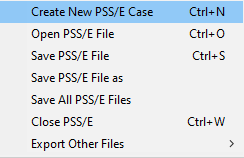 Create New PSS/E Case Ctrl+N
Open PSS/E File Ctrl+O
Save PSS/E File Ctrl+S
Save PSS/E File as
Save All PSS/E Files
Close PSS/E Ctrl+W
Export Other Files